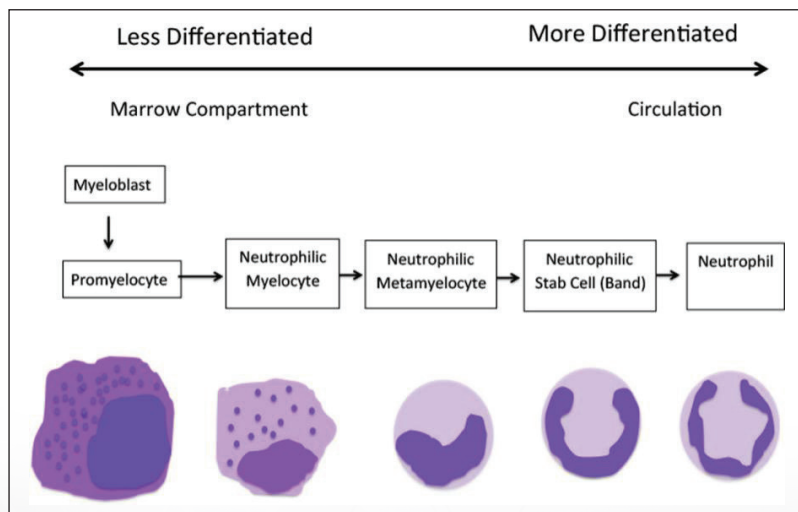 Less Differentiated
More Differentiated
Marrow Compartment
Circulation
Myeloblast
Promyelocyte
Neutrophilic
Myelocyte
Neutrophilic
Metamyelocyte
Neutrophilic
Stab Cell (Band)
Neutrophil